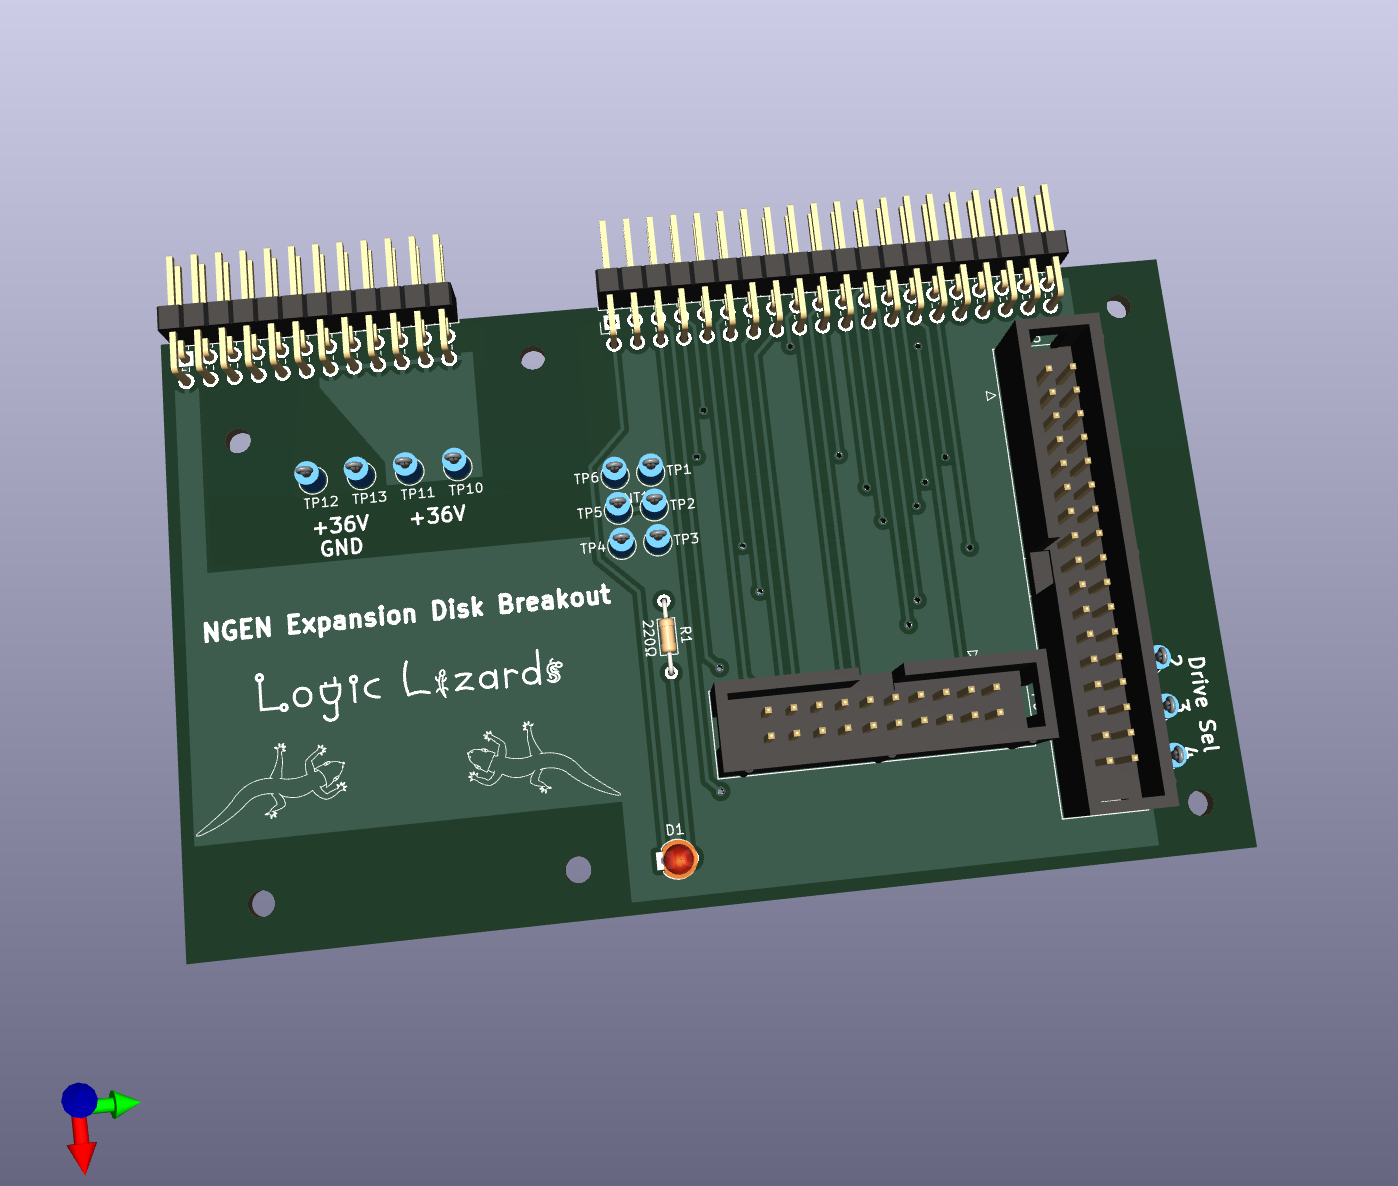 TP12
TP13
TP11
TP10
+36V
+36V
GND
TP6
TP1
TP5
TP2
TP4
TP3
NGEN Expansion Disk Breakout
Logic Lizards
R1
220Ω
D1
2
3
4
Drive Sel